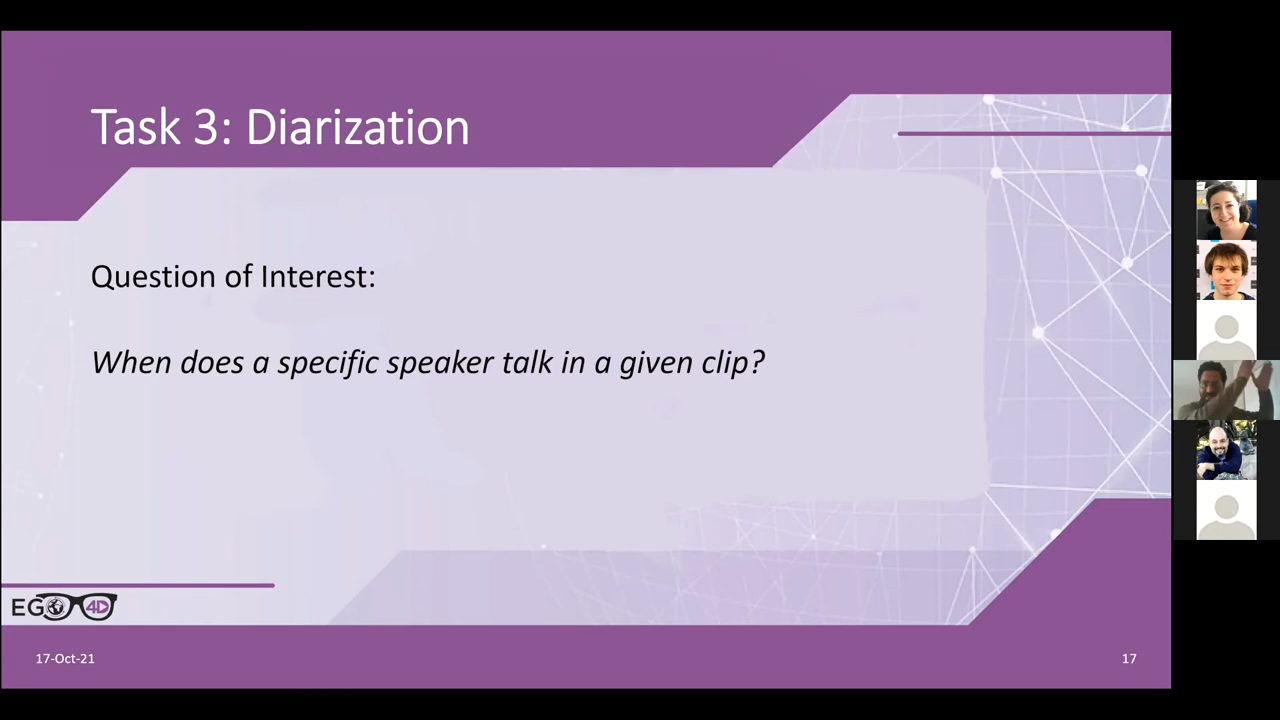 Task 3: Diarization
Question of Interest:
When does a specific speaker talk in a given clip?
EGO4D
17-Oct-21
17